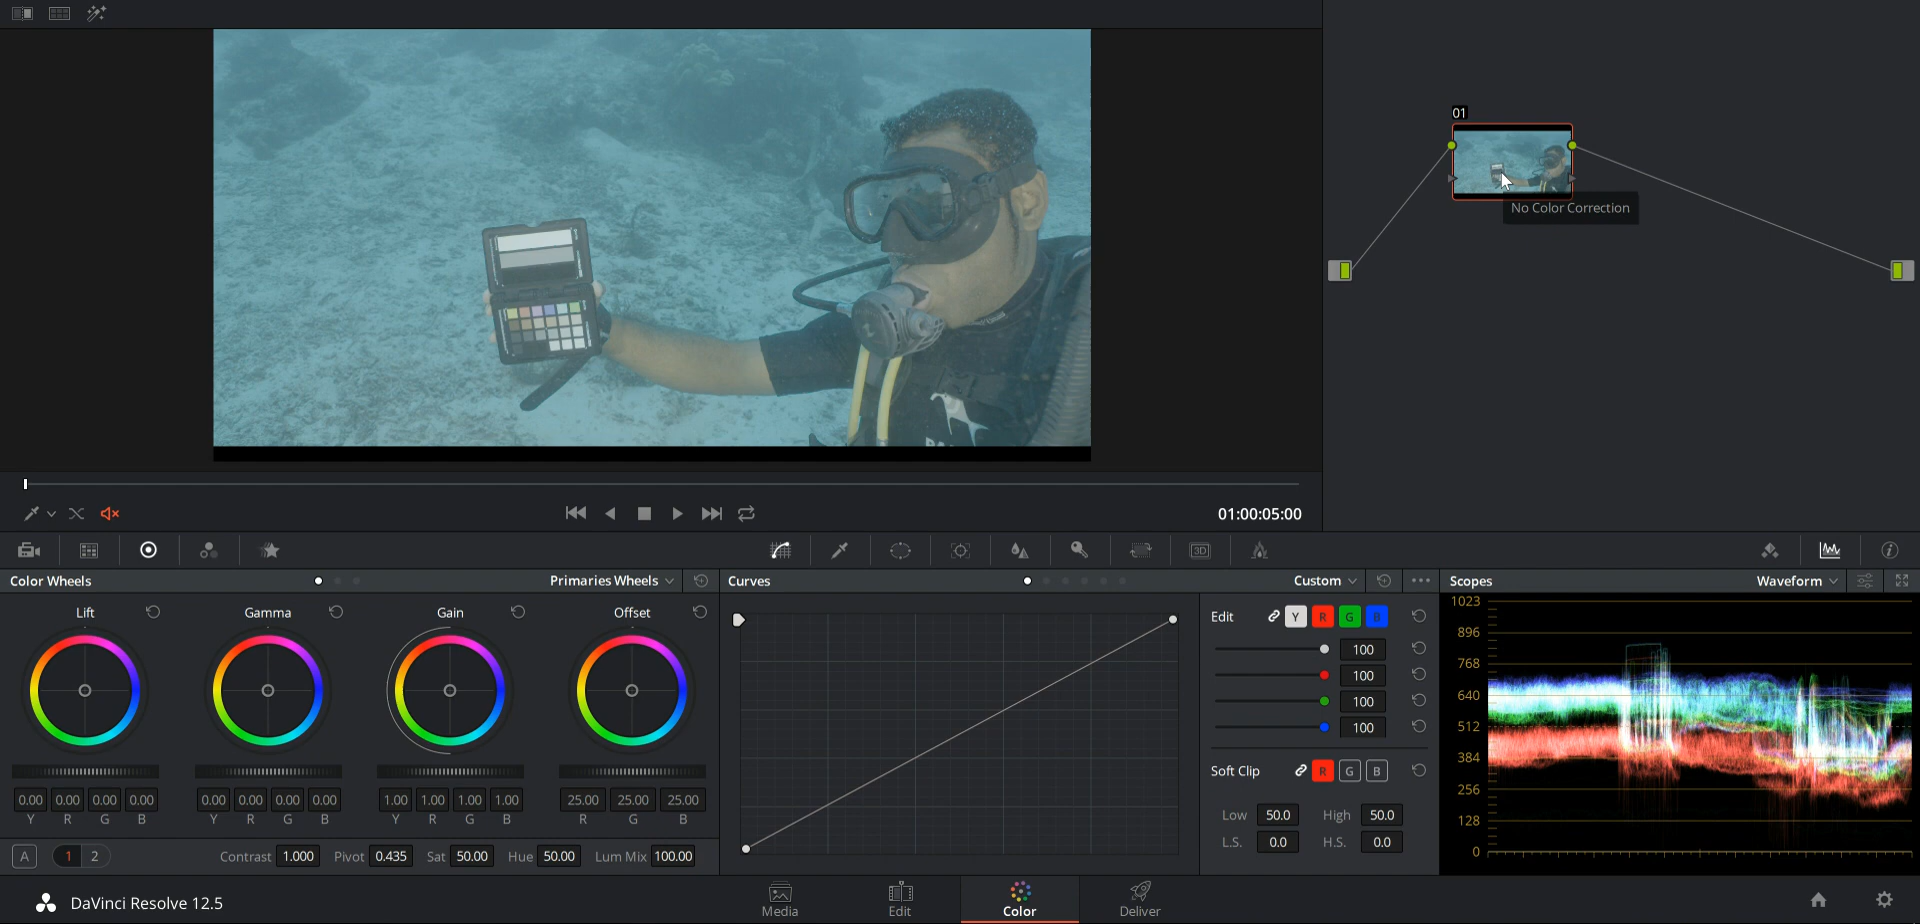 01
No Color Correction
01:00:05:00
Color Wheels
Primaries Wheels
Curves
Custom
Scopes
Waveform
Lift
Gamma
Gain
Offset
0.00 0.00 0.00 0.00
Y R G B
0.00 0.00 0.00 0.00
Y R G B
1.00 1.00 1.00 1.00
Y R G B
25.00 25.00 25.00
R G B
A
1 2
Contrast 1.000 Pivot 0.435 Sat 50.00 Hue 50.00 Lum Mix 100.00
Edit Y R G B
100
100
100
100
Soft Clip R G B
Low 50.0 High 50.0
L.S. 0.0 H.S. 0.0
1023
896
768
640
512
384
256
128
0
3D
DaVinci Resolve 12.5
Media
Edit
Color
Deliver